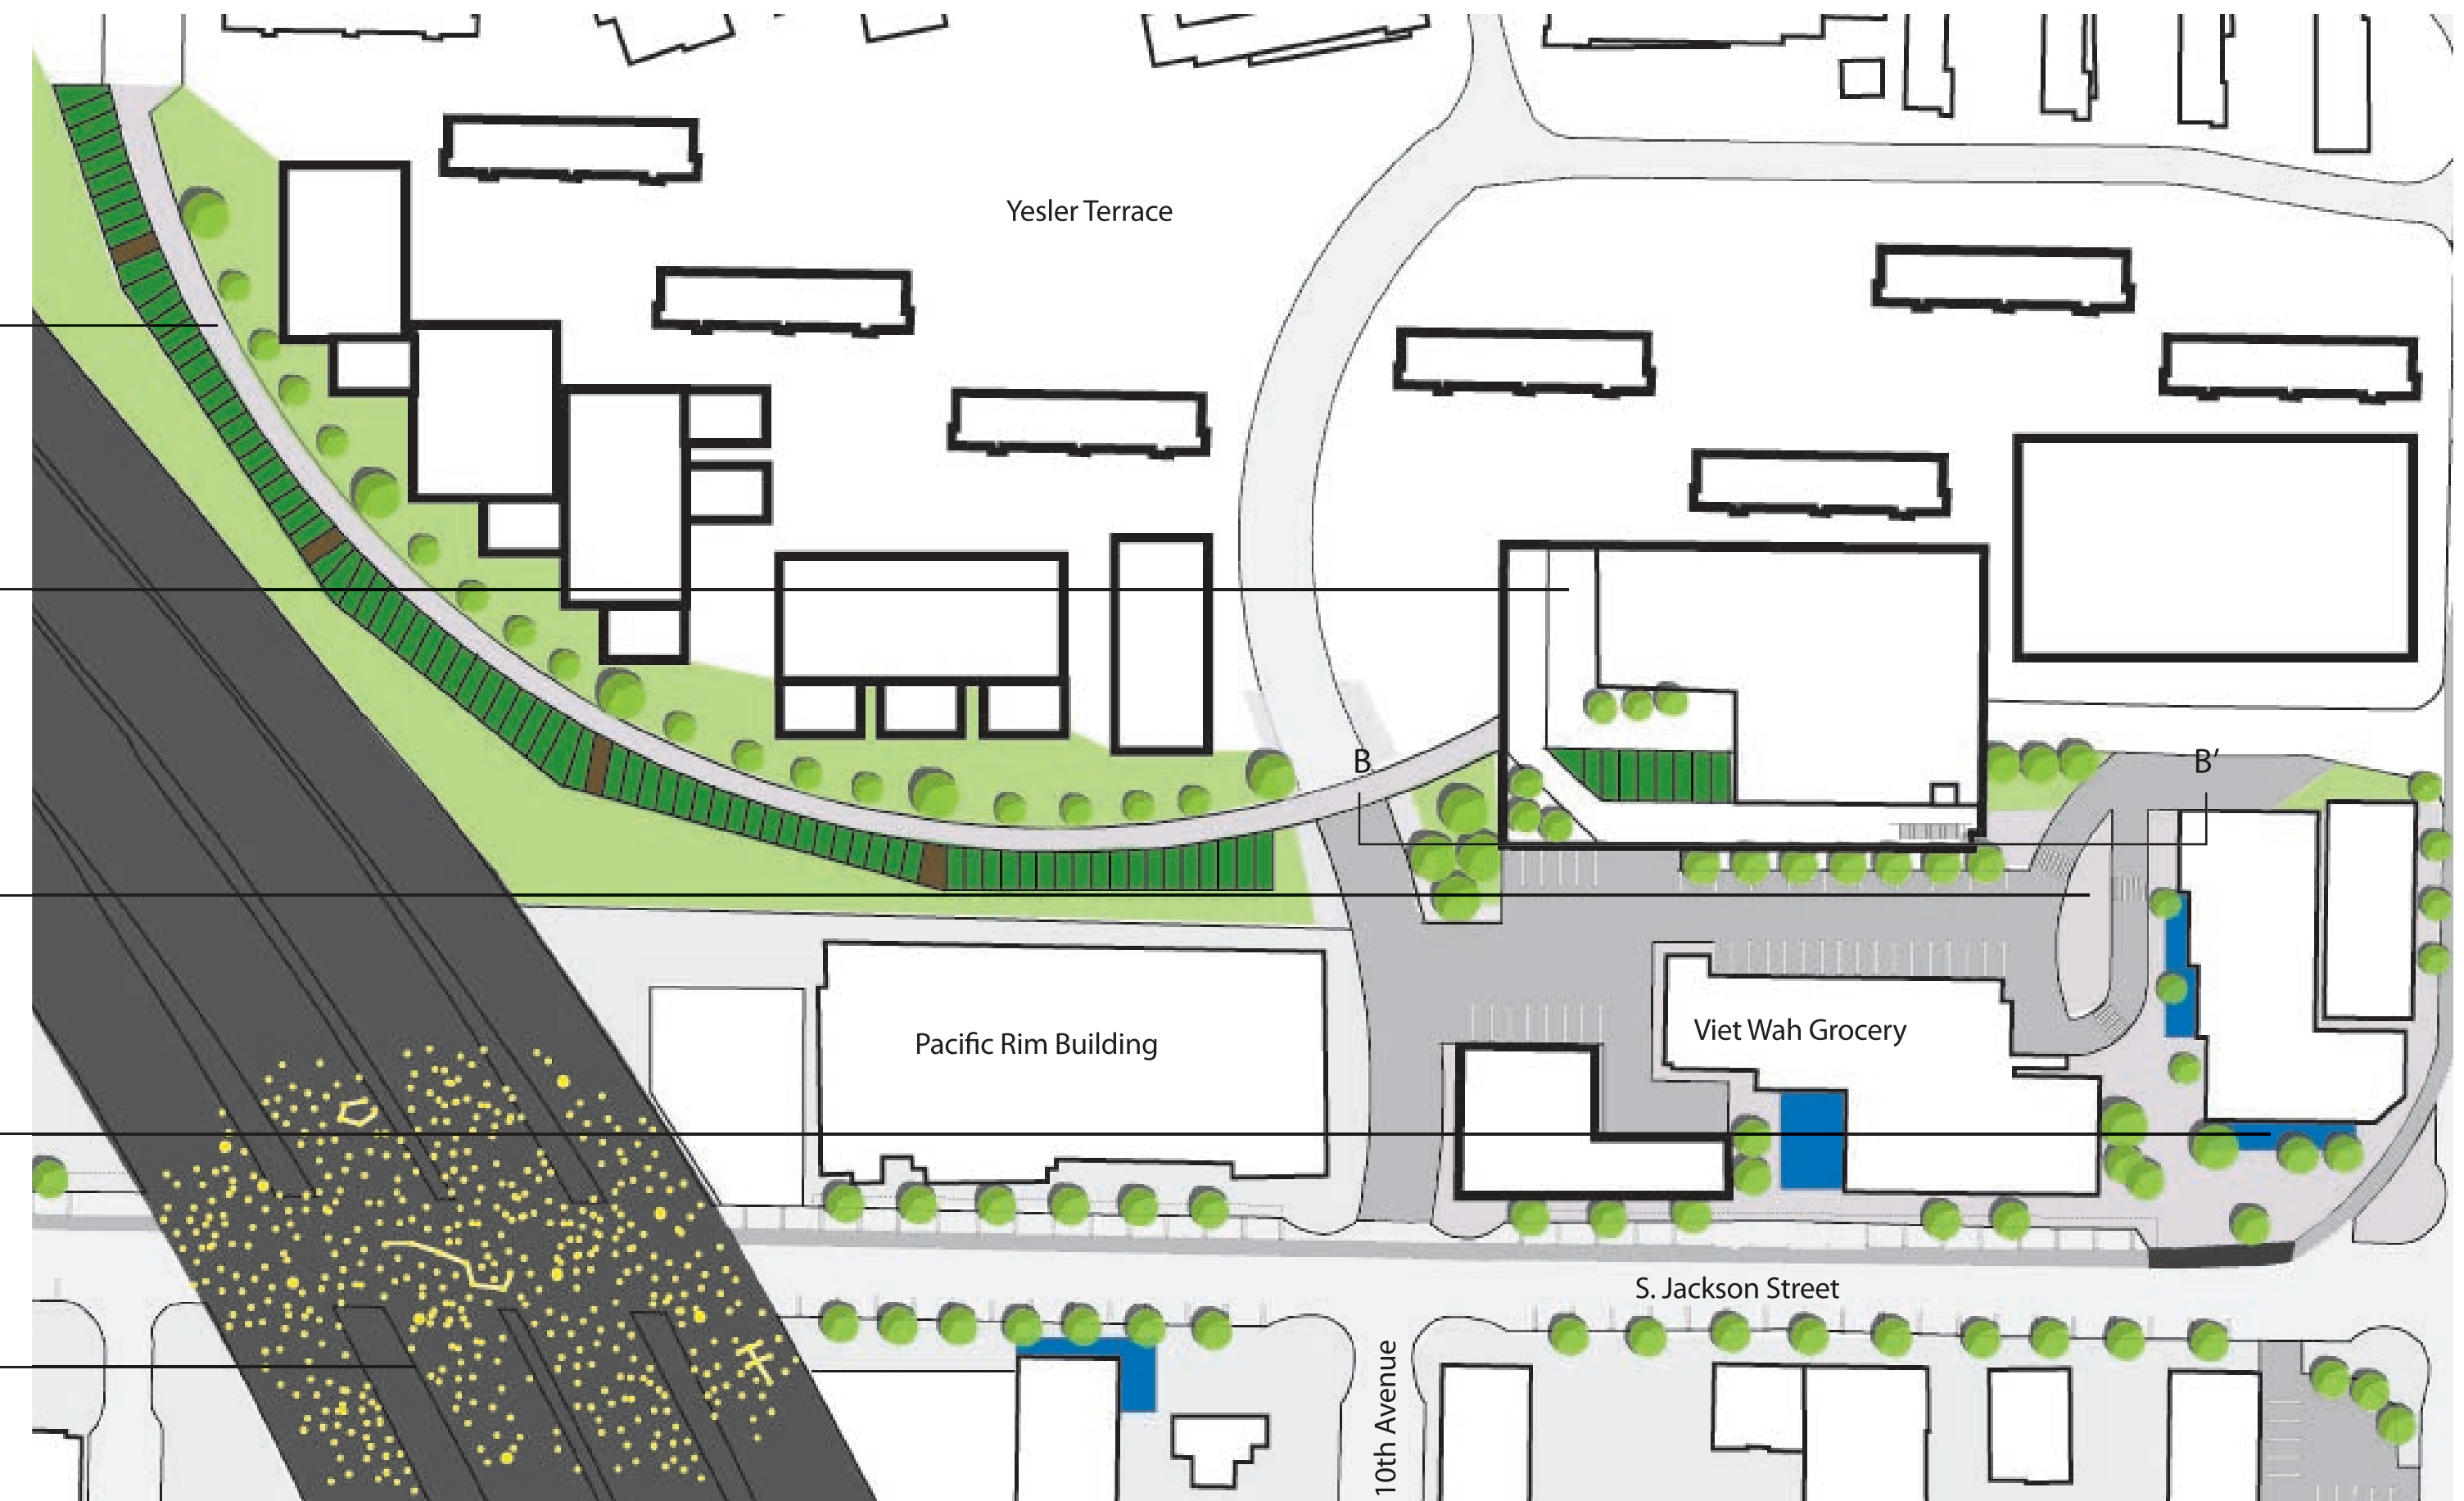 Yesler Terrace
B
B′
Pacific Rim Building
Viet Wah Grocery
S. Jackson Street
10th Avenue